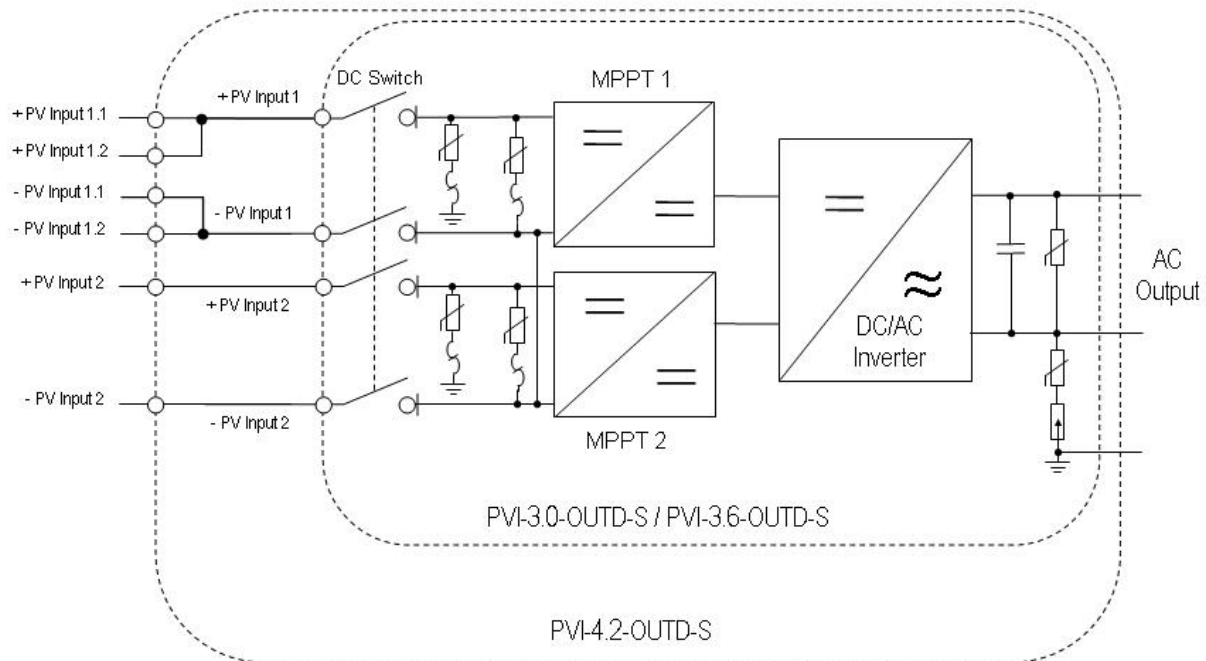 DC Switch
MPPT 1
+ PV Input 1
+ PV Input 1.1
+ PV Input 1.2
- PV Input 1.1
- PV Input 1
- PV Input 1.2
+ PV Input 2
+ PV Input 2
- PV Input 2
- PV Input 2
MPPT 2
DC/AC
Inverter
AC
Output
PVI-3.0-OUTD-S / PVI-3.6-OUTD-S
PVI-4.2-OUTD-S